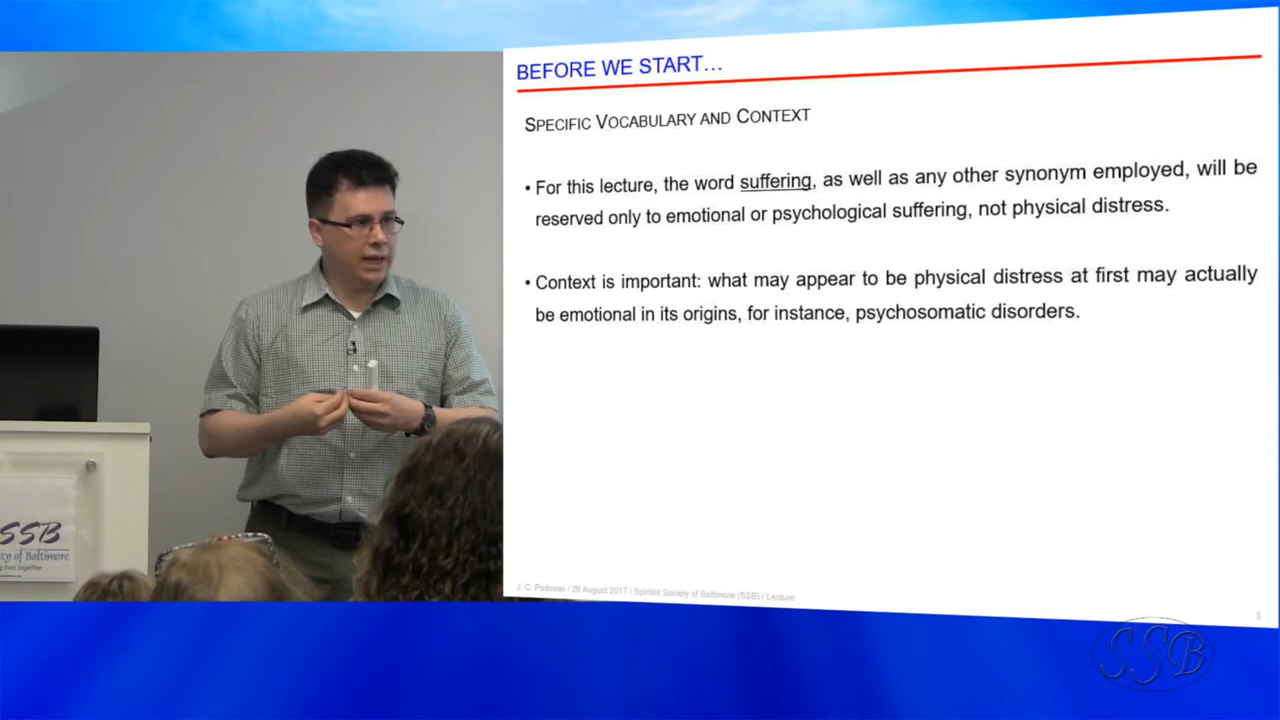 BEFORE WE START...
SPECIFIC VOCABULARY AND CONTEXT
• For this lecture, the word suffering, as well as any other synonym employed, will be
reserved only to emotional or psychological suffering, not physical distress.
• Context is important: what may appear to be physical distress at first may actually
be emotional in its origins, for instance, psychosomatic disorders.
SSB
ty of Baltimore
lives together
J. C. Padovan / 26 August 2017 / Spiritist Society of Baltimore (SSB) / Lecture
3
SSB